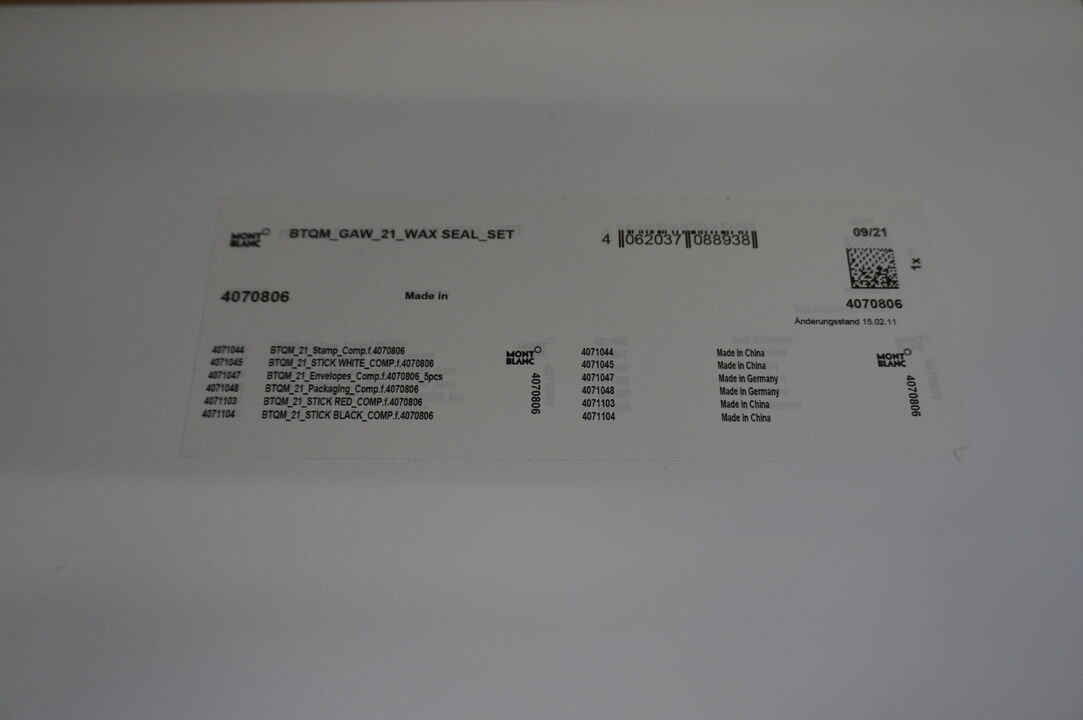 MONT BLANC BTQM_GAW_21_WAX SEAL_SET 4 062037 088938 09/21
1x
4070806 Made in 4070806
Änderungsstand 15.02.11
4071044 BTQM_21_Stamp_Comp.f.4070806 MONT BLANC 4071044 Made in China MONT BLANC
4071045 BTQM_21_STICK WHITE_COMP.f.4070806 4071045 Made in China
4071047 BTQM_21_Envelopes_Comp.f.4070806_5pcs 4070806 4071047 Made in Germany 4070806
4071048 BTQM_21_Packaging_Comp.f.4070806 4071048 Made in Germany
4071103 BTQM_21_STICK RED_COMP.f.4070806 4071103 Made in China
4071104 BTQM_21_STICK BLACK_COMP.f.4070806 4071104 Made in China